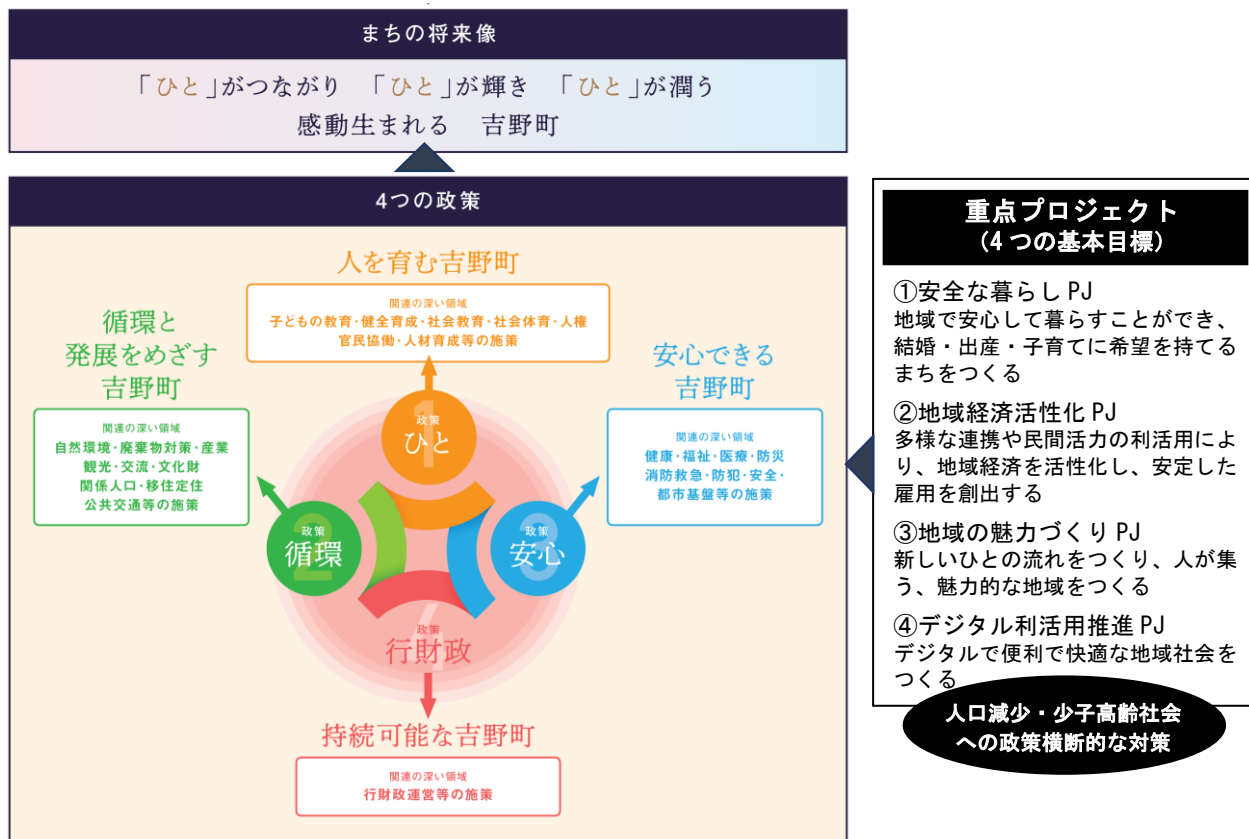 まちの将来像
「ひと」がつながり 「ひと」が輝き 「ひと」が潤う
感動生まれる 吉野町
4つの政策
人を育む吉野町
関連の深い領域
子どもの教育・健全育成・社会教育・社会体育・人権
官民協働・人材育成等の施策
循環と
発展をめざす
吉野町
関連の深い領域
自然環境・廃棄物対策・産業
観光・交流・文化財
関係人口・移住定住
公共交通等の施策
安心できる
吉野町
関連の深い領域
健康・福祉・医療・防災
消防救急・防犯・安全・
都市基盤等の施策
1
政策
ひと
2
政策
循環
3
政策
安心
4
政策
行財政
持続可能な吉野町
関連の深い領域
行財政運営等の施策
重点プロジェクト
(4つの基本目標)
①安全な暮らしPJ
地域で安心して暮らすことができ、
結婚・出産・子育てに希望を持てる
まちをつくる
②地域経済活性化PJ
多様な連携や民間活力の利活用によ
り、地域経済を活性化し、安定した
雇用を創出する
③地域の魅力づくりPJ
新しいひとの流れをつくり、人が集
う、魅力的な地域をつくる
④デジタル利活用推進PJ
デジタルで便利で快適な地域社会を
つくる
人口減少・少子高齢社会
への政策横断的な対策